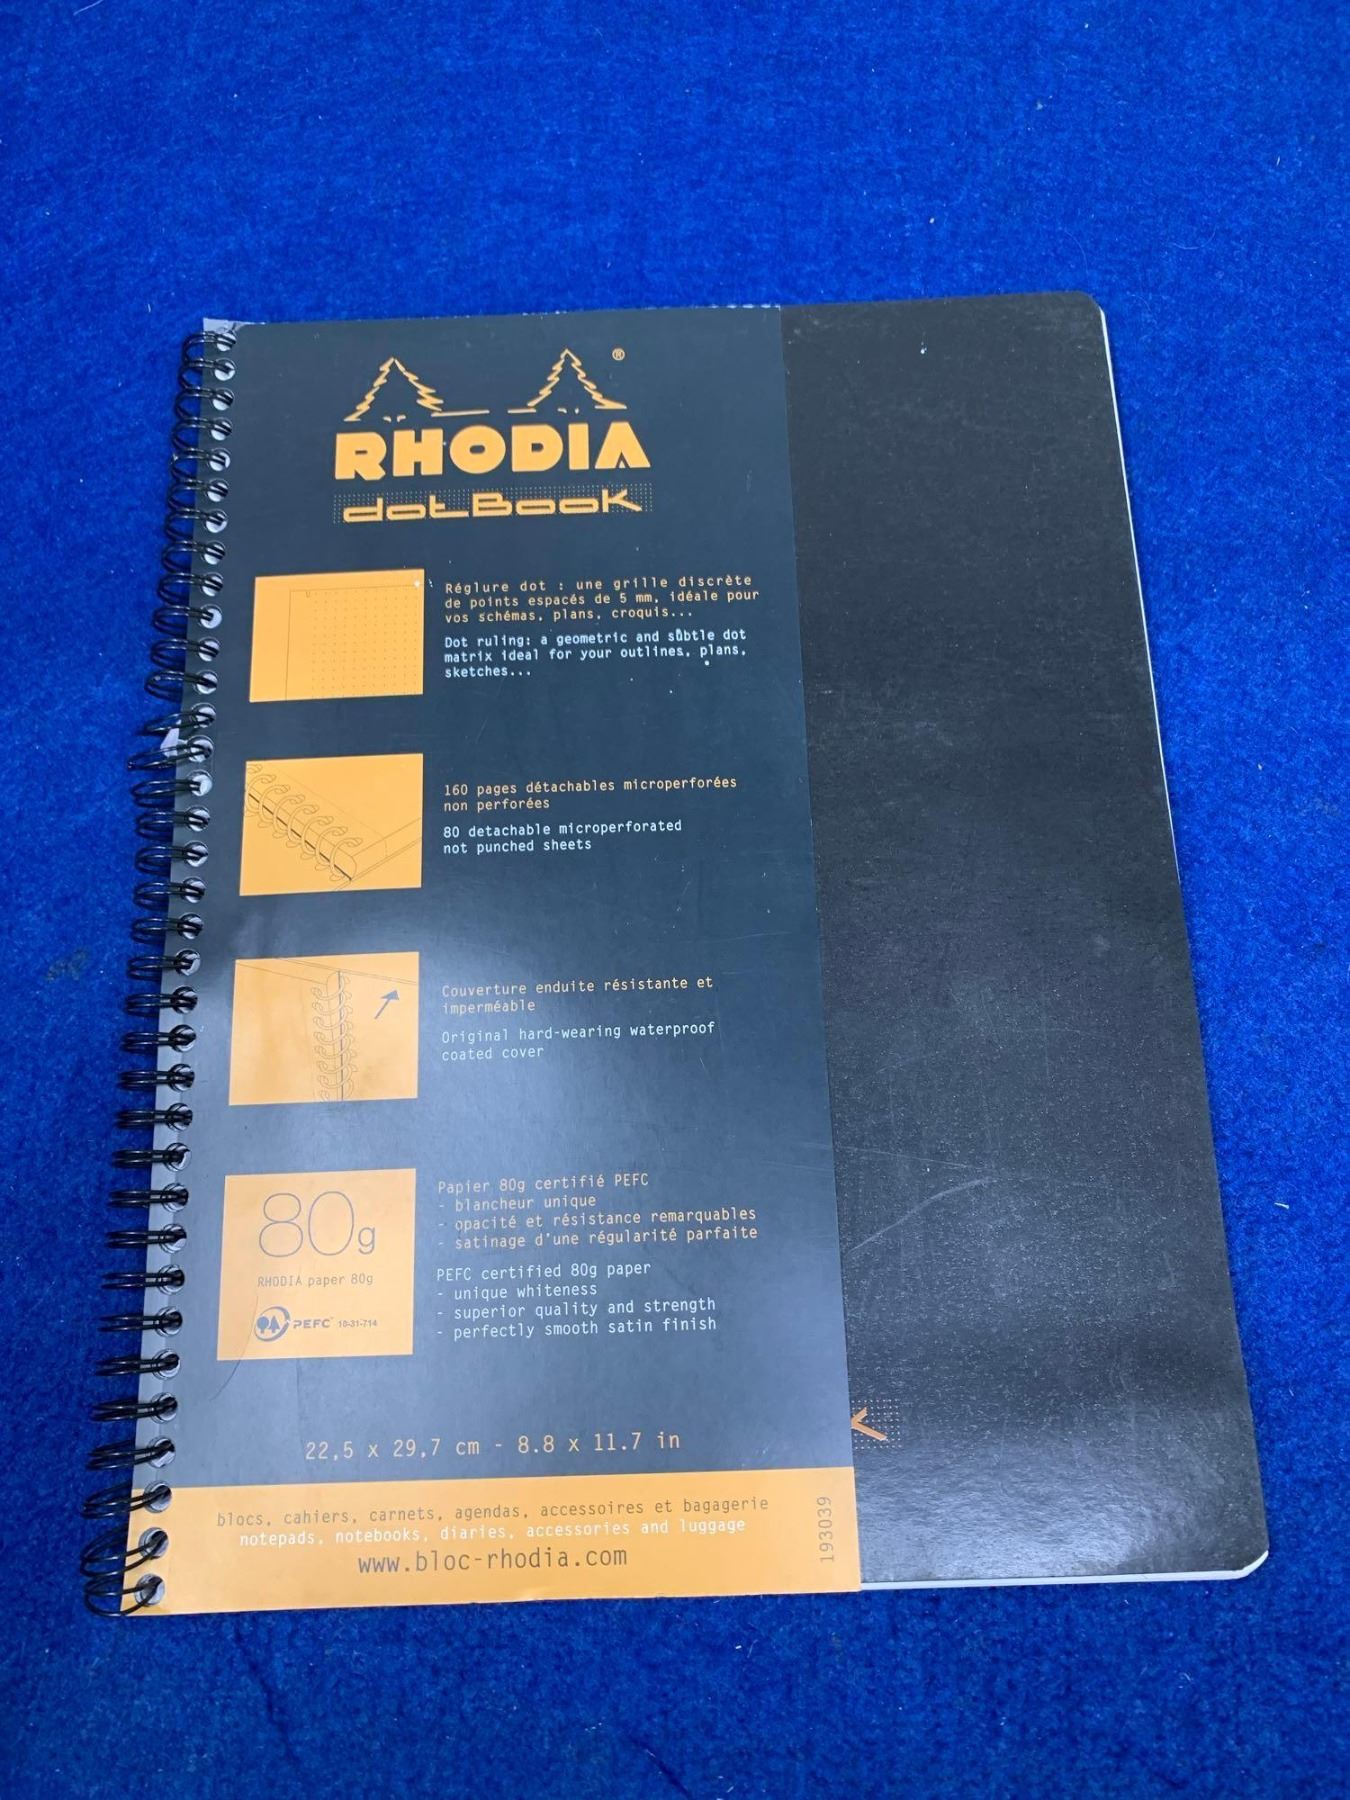 ®
RHODIA
dotBook
Réglure dot : une grille discrète
de points espacés de 5 mm, idéale pour
vos schémas, plans, croquis...
Dot ruling: a geometric and subtle dot
matrix ideal for your outlines, plans,
sketches...
160 pages détachables microperforées
non perforées
80 detachable microperforated
not punched sheets
Couverture enduite résistante et
imperméable
Original hard-wearing waterproof
coated cover
80g
RHODIA paper 80g
PEFC 10-31-714
Papier 80g certifié PEFC
- blancheur unique
- opacité et résistance remarquables
- satinage d'une régularité parfaite
PEFC certified 80g paper
- unique whiteness
- superior quality and strength
- perfectly smooth satin finish
22,5 x 29,7 cm - 8.8 x 11.7 in
blocs, cahiers, carnets, agendas, accessoires et bagagerie
notepads, notebooks, diaries, accessories and luggage
www.bloc-rhodia.com
193039